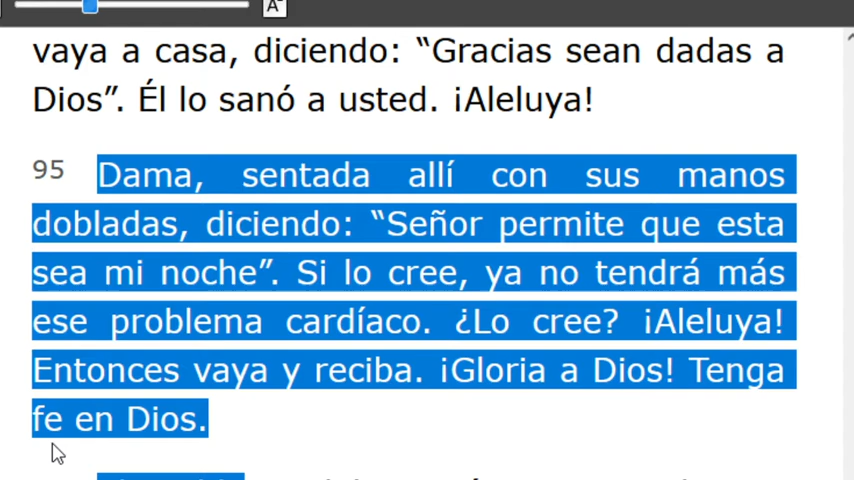 A
vaya a casa, diciendo: “Gracias sean dadas a
Dios”. Él lo sanó a usted. ¡Aleluya!
95 Dama, sentada allí con sus manos
dobladas, diciendo: “Señor permite que esta
sea mi noche”. Si lo cree, ya no tendrá más
ese problema cardíaco. ¿Lo cree? ¡Aleluya!
Entonces vaya y reciba. ¡Gloria a Dios! Tenga
fe en Dios.